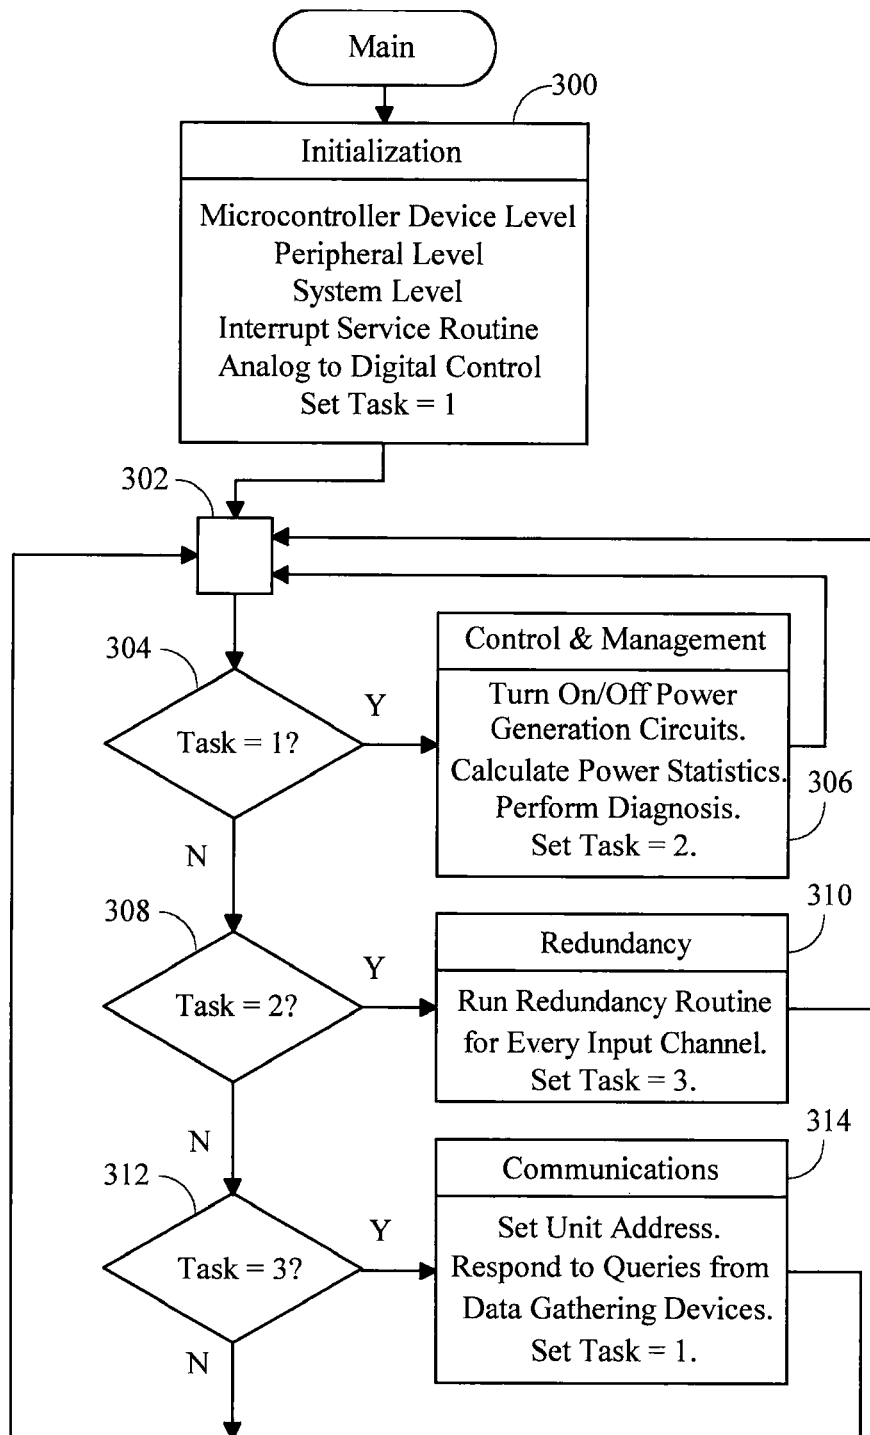 Main
300
Initialization
Microcontroller Device Level
Peripheral Level
System Level
Interrupt Service Routine
Analog to Digital Control
Set Task = 1
302
304
Task = 1?
Y
N
Control & Management
Turn On/Off Power
Generation Circuits.
Calculate Power Statistics.
Perform Diagnosis.
Set Task = 2.
306
308
Task = 2?
Y
N
310
Redundancy
Run Redundancy Routine
for Every Input Channel.
Set Task = 3.
312
Task = 3?
Y
N
314
Communications
Set Unit Address.
Respond to Queries from
Data Gathering Devices.
Set Task = 1.